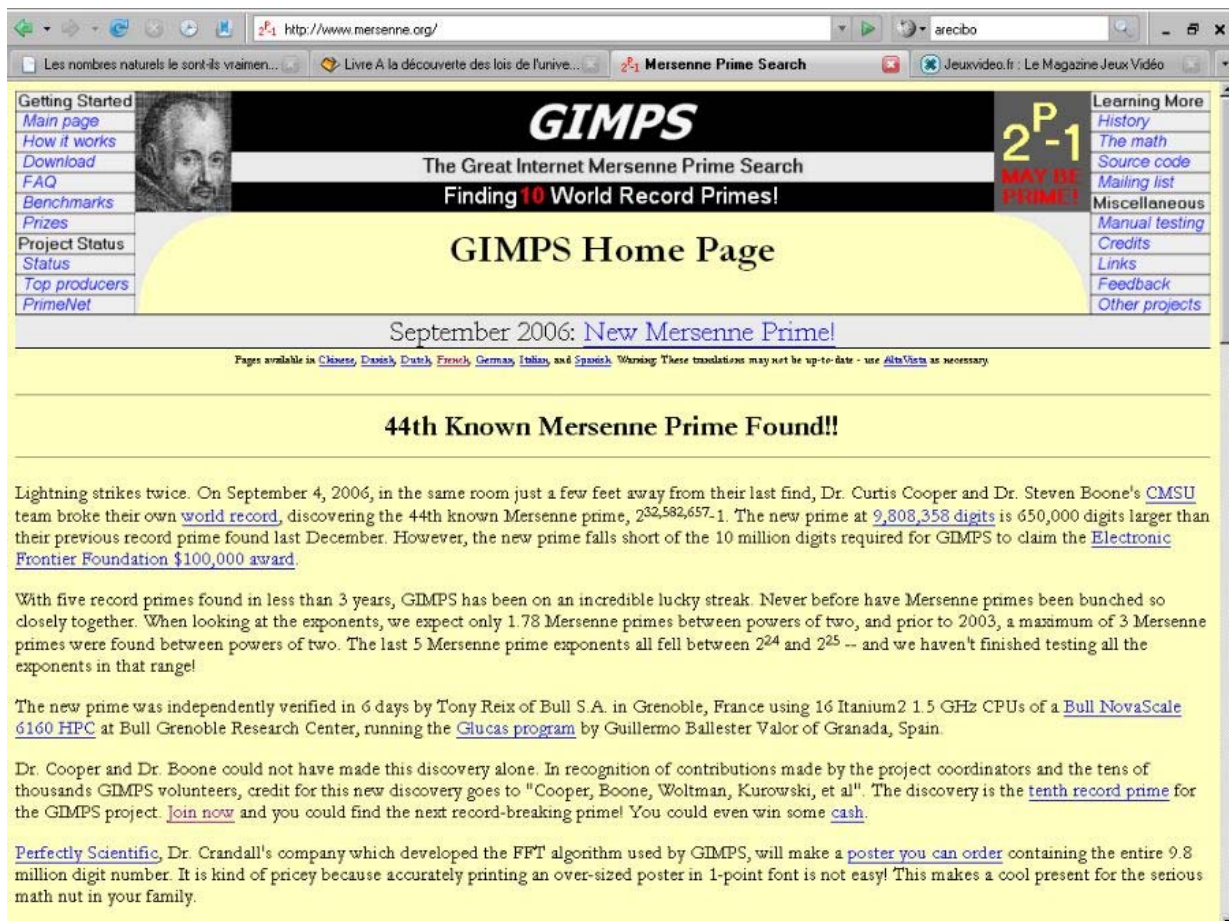 http://www.mersenne.org/
arecibo
Les nombres naturels le sont-ils vraimen...
Livre A la découverte des lois de l'unive...
2P-1 Mersenne Prime Search
Jeuxvideo.fr : Le Magazine Jeux Vidéo
Getting Started
Main page
How it works
Download
FAQ
Benchmarks
Prizes
Project Status
Status
Top producers
PrimeNet
GIMPS
The Great Internet Mersenne Prime Search
Finding 10 World Record Primes!
2P-1
MAY BE
PRIME!
Learning More
History
The math
Source code
Mailing list
Miscellaneous
Manual testing
Credits
Links
Feedback
Other projects
GIMPS Home Page
September 2006: New Mersenne Prime!
Pages available in Chinese, Danish, Dutch, French, German, Italian, and Spanish. Warning: These translations may not be up-to-date - use AltaVista as necessary.
44th Known Mersenne Prime Found!!
Lightning strikes twice. On September 4, 2006, in the same room just a few feet away from their last find, Dr. Curtis Cooper and Dr. Steven Boone's CMSU
team broke their own world record, discovering the 44th known Mersenne prime, 2^32,582,657-1. The new prime at 9,808,358 digits is 650,000 digits larger than
their previous record prime found last December. However, the new prime falls short of the 10 million digits required for GIMPS to claim the Electronic
Frontier Foundation $100,000 award.
With five record primes found in less than 3 years, GIMPS has been on an incredible lucky streak. Never before have Mersenne primes been bunched so
closely together. When looking at the exponents, we expect only 1.78 Mersenne primes between powers of two, and prior to 2003, a maximum of 3 Mersenne
primes were found between powers of two. The last 5 Mersenne prime exponents all fell between 2^24 and 2^25 -- and we haven't finished testing all the
exponents in that range!
The new prime was independently verified in 6 days by Tony Reix of Bull S.A. in Grenoble, France using 16 Itanium2 1.5 GHz CPUs of a Bull NovaScale
6160 HPC at Bull Grenoble Research Center, running the Glucas program by Guillermo Ballester Valor of Granada, Spain.
Dr. Cooper and Dr. Boone could not have made this discovery alone. In recognition of contributions made by the project coordinators and the tens of
thousands GIMPS volunteers, credit for this new discovery goes to "Cooper, Boone, Woltman, Kurowski, et al". The discovery is the tenth record prime for
the GIMPS project. Join now and you could find the next record-breaking prime! You could even win some cash.
Perfectly Scientific, Dr. Crandall's company which developed the FFT algorithm used by GIMPS, will make a poster you can order containing the entire 9.8
million digit number. It is kind of pricey because accurately printing an over-sized poster in 1-point font is not easy! This makes a cool present for the serious
math nut in your family.